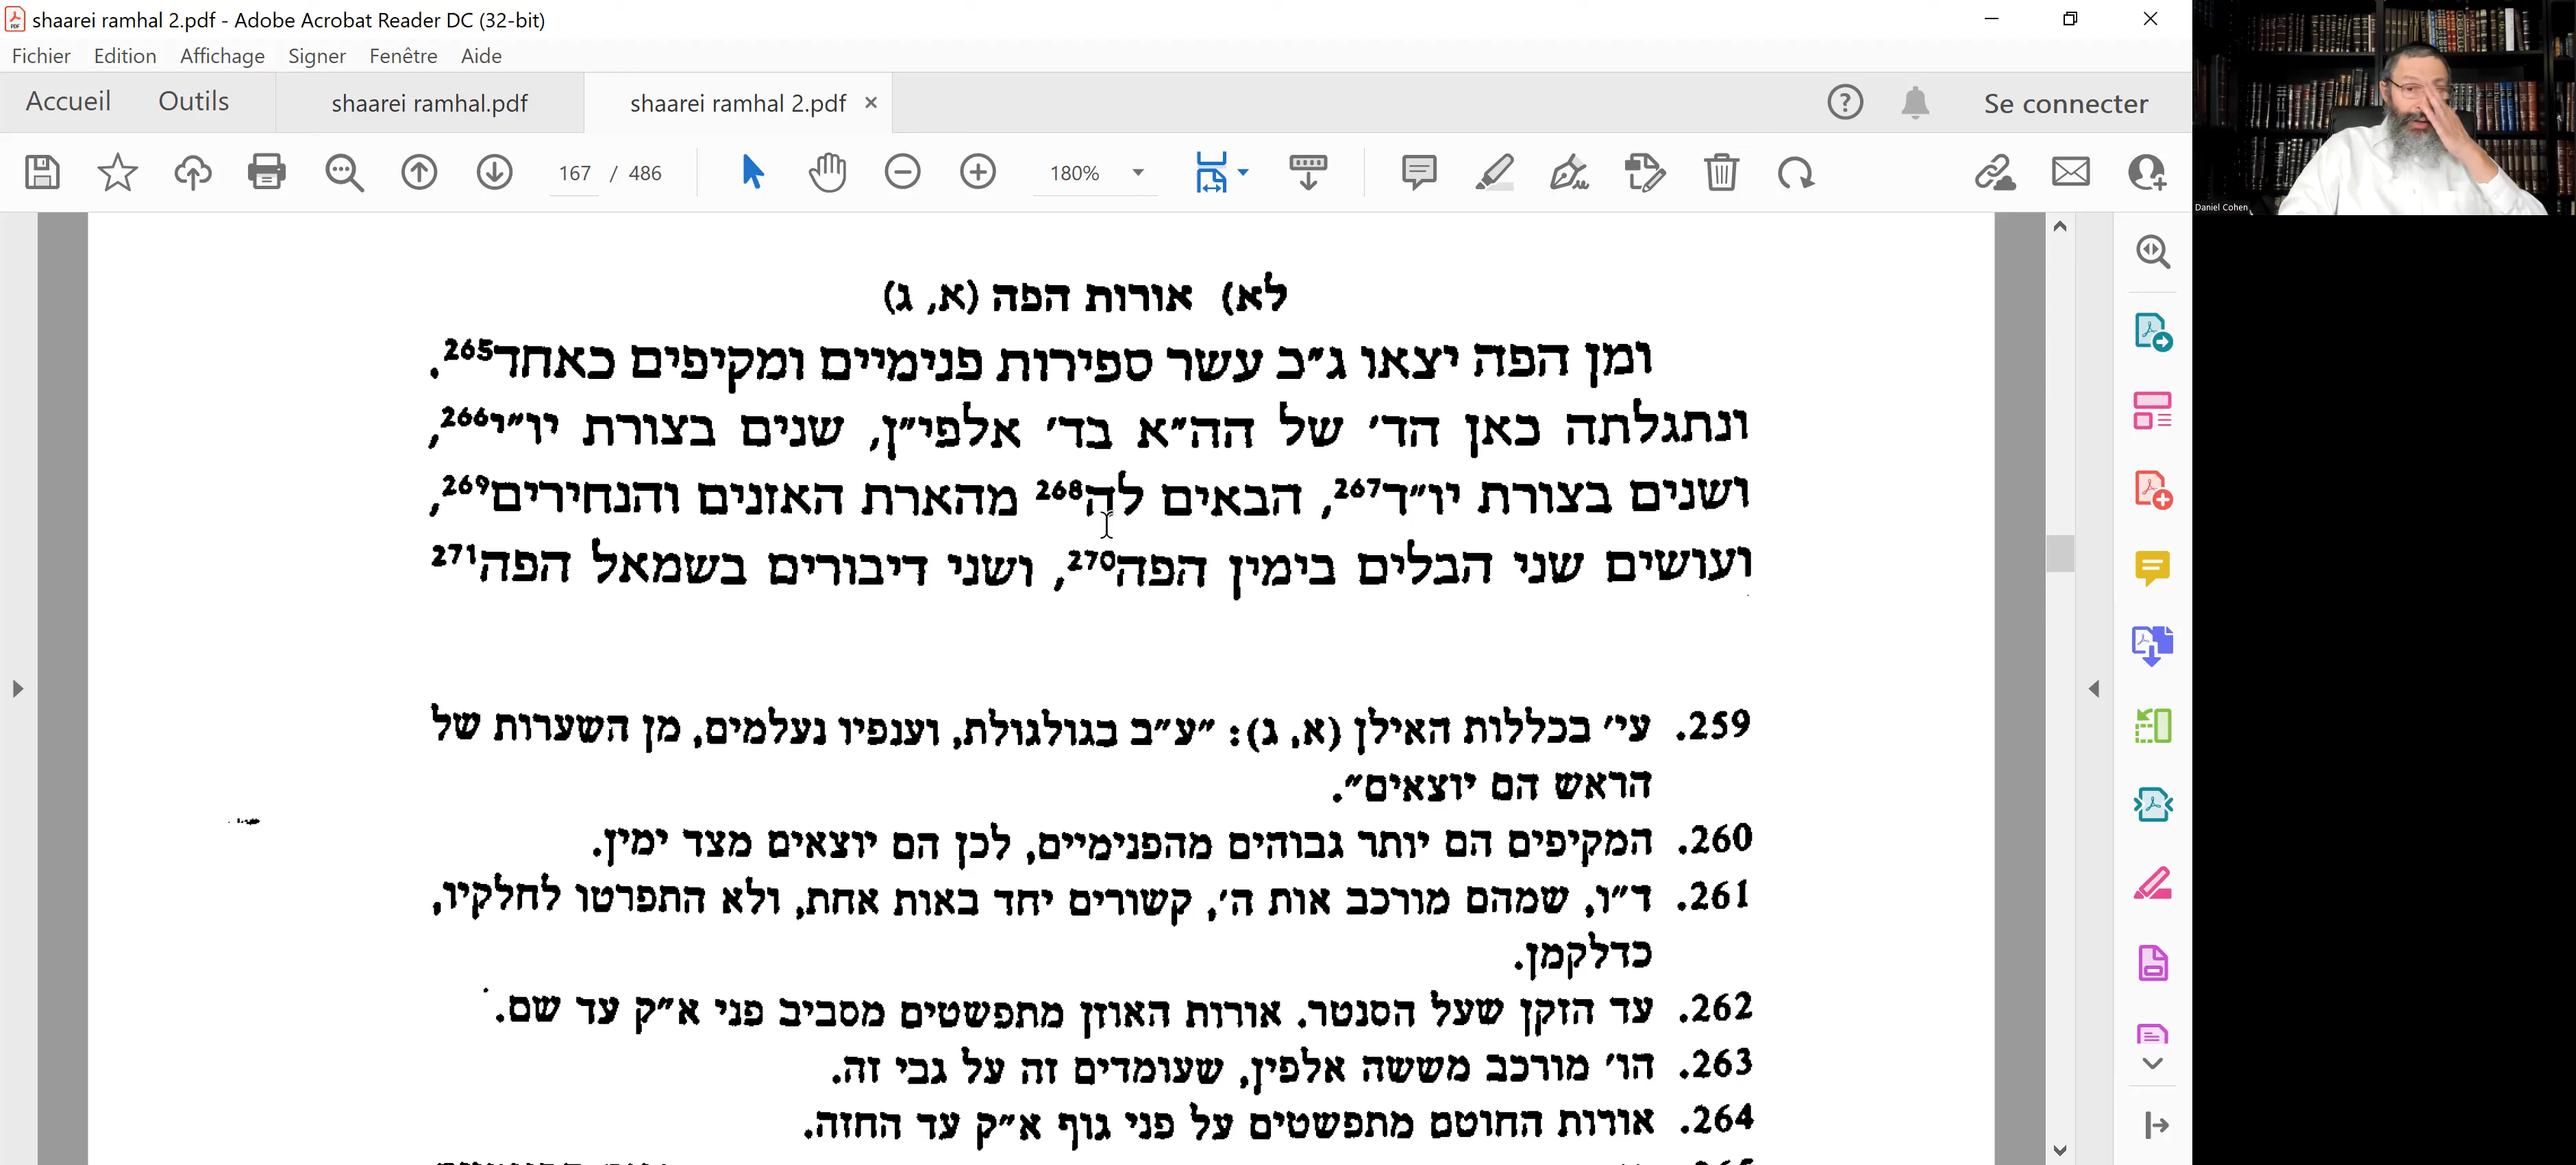 shaarei ramhal 2.pdf - Adobe Acrobat Reader DC (32-bit)
Fichier Edition Affichage Signer Fenêtre Aide
Accueil Outils shaarei ramhal.pdf shaarei ramhal 2.pdf × Se connecter
167 / 486 180%
Daniel Cohen
לא) אורות הפה (א, ג)
ומן הפה יצאו ג״כ עשר ספירות פנימיים ומקיפים כאחד265.
ונתגלתה כאן הד׳ של הה״א בד׳ אלפי״ן, שנים בצורת יו״י266,
ושנים בצורת יו״ד267, הבאים לה268 מהארת האזנים והנחירים269,
ועושים שני הבלים בימין הפה270, ושני דיבורים בשמאל הפה271
259. עי׳ בכללות האילן (א, ג): ״ע״ב בגולגולת, וענפיו נעלמים, מן השערות של
הראש הם יוצאים״.
260. המקיפים הם יותר גבוהים מהפנימיים, לכן הם יוצאים מצד ימין.
261. ד״ו, שמהם מורכב אות ה׳, קשורים יחד באות אחת, ולא התפרטו לחלקיו,
כדלקמן.
262. עד הזקן שעל הסנטר. אורות האוזן מתפשטים מסביב פני א״ק עד שם.
263. הו׳ מורכב מששה אלפין, שעומדים זה על גבי זה.
264. אורות החוטם מתפשטים על פני גוף א״ק עד החזה.